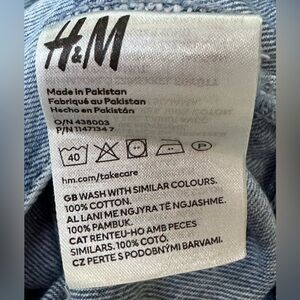 H&M
Made in Pakistan
Fabriqué au Pakistan
Hecho en Pakistán
O/N 438003
P/N 11471347
40
P
hm.com/takecare
GB WASH WITH SIMILAR COLOURS.
100% COTTON.
AL LANI ME NGJYRA TË NGJASHME.
100% PAMBUK.
CAT RENTEU-HO AMB PECES
SIMILARS. 100% COTÓ.
CZ PERTE S PODOBNÝMI BARVAMI.